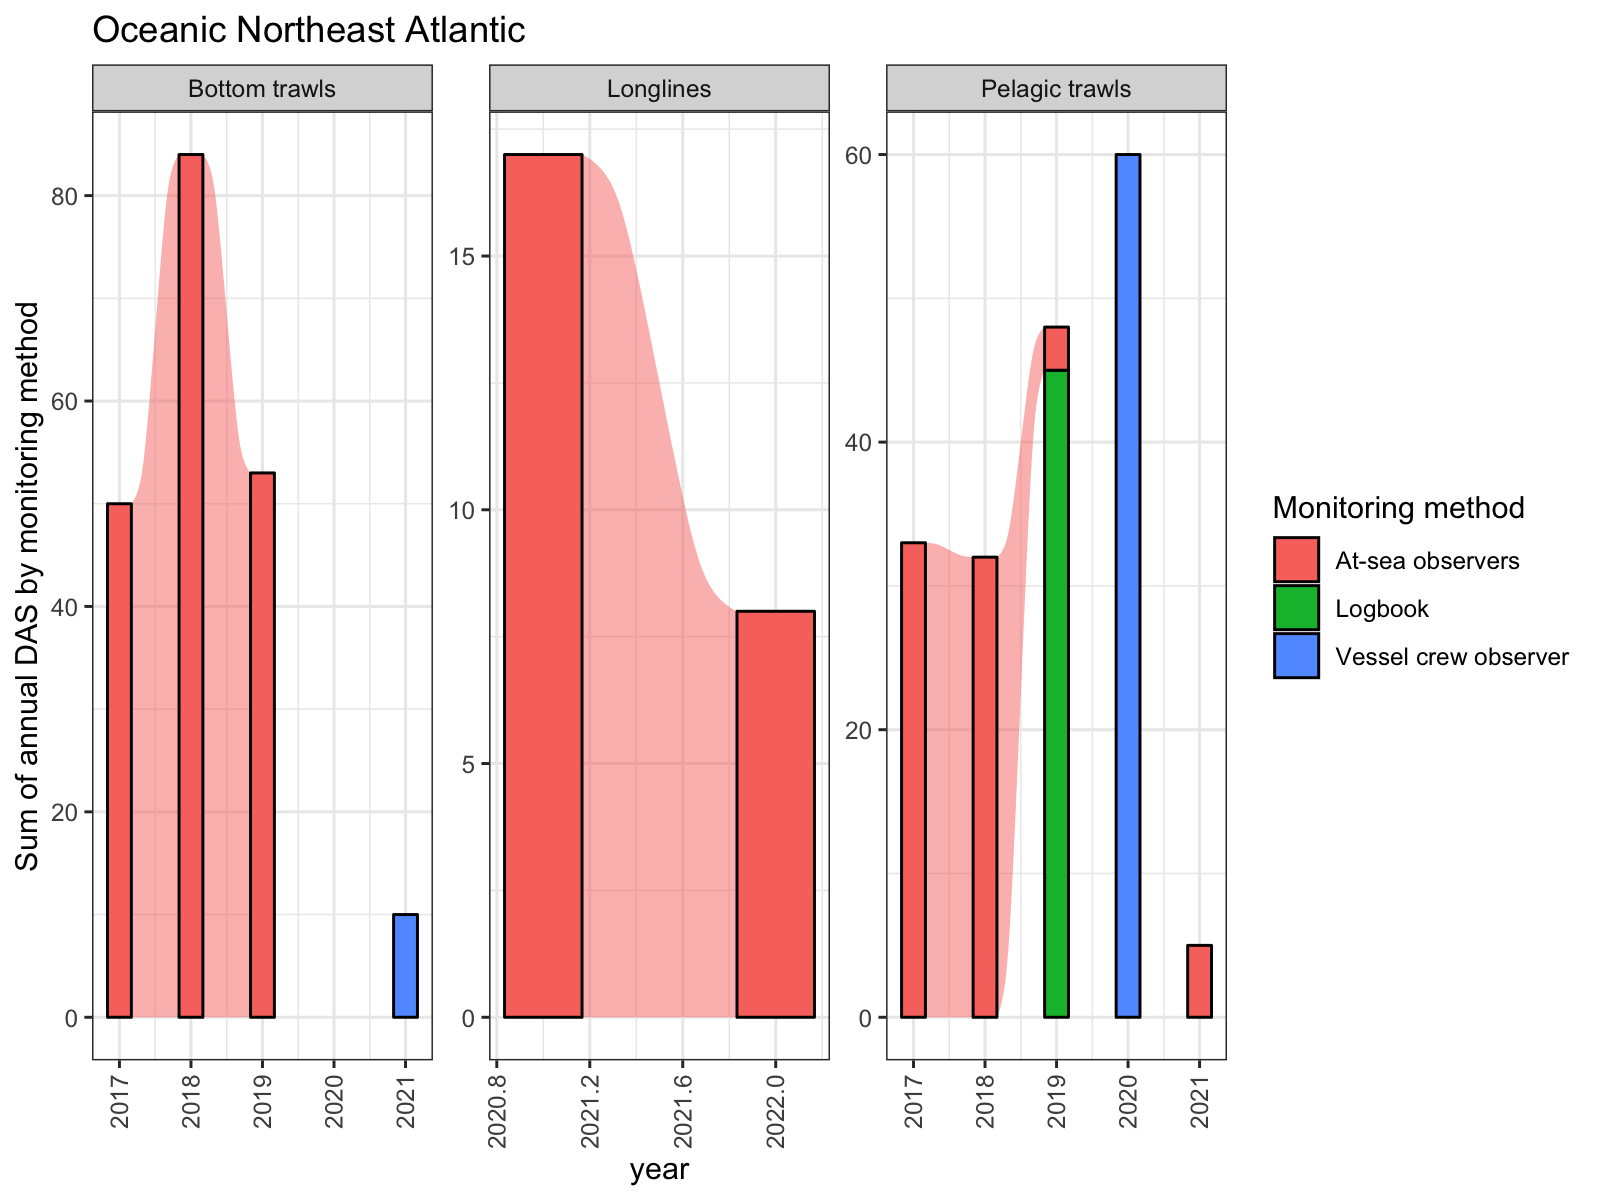 Oceanic Northeast Atlantic
Bottom trawls
Longlines
Pelagic trawls
Sum of annual DAS by monitoring method
80
60
40
20
0
2017
2018
2019
2020
2021
15
10
5
0
2020.8
2021.2
2021.6
2022.0
60
40
20
0
2017
2018
2019
2020
2021
year
Monitoring method
At-sea observers
Logbook
Vessel crew observer